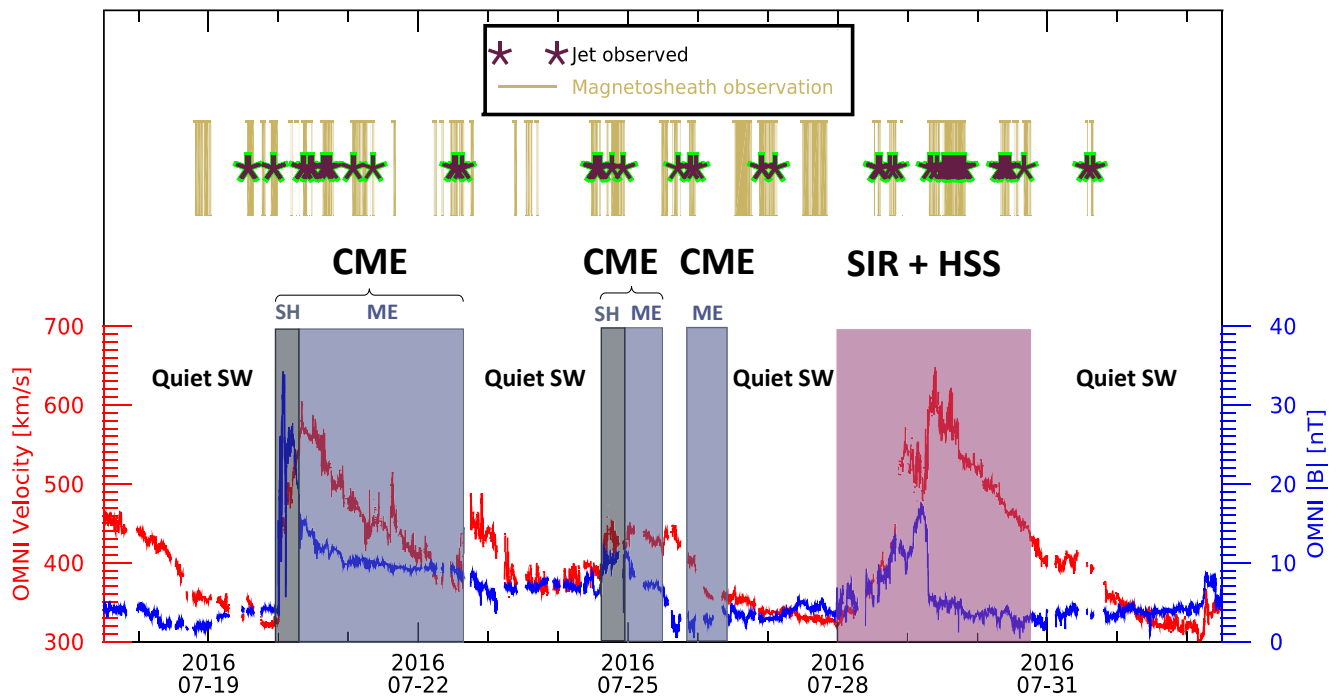 Jet observed
Magnetosheath observation
CME
CME CME
SIR + HSS
SH ME
SH ME
ME
700
40
Quiet SW
Quiet SW
Quiet SW
Quiet SW
600
30
500
20
400
10
300
0
OMNI Velocity [km/s]
OMNI |B| [nT]
2016
07-19
2016
07-22
2016
07-25
2016
07-28
2016
07-31